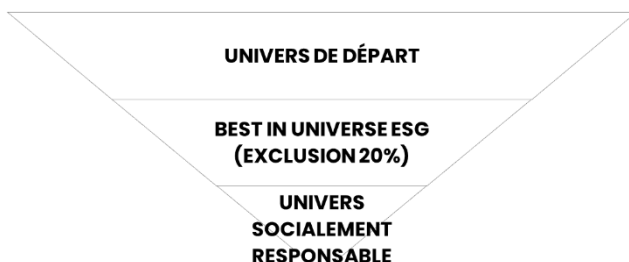 UNIVERS DE DÉPART
BEST IN UNIVERSE ESG
(EXCLUSION 20%)
UNIVERS
SOCIALEMENT
RESPONSABLE